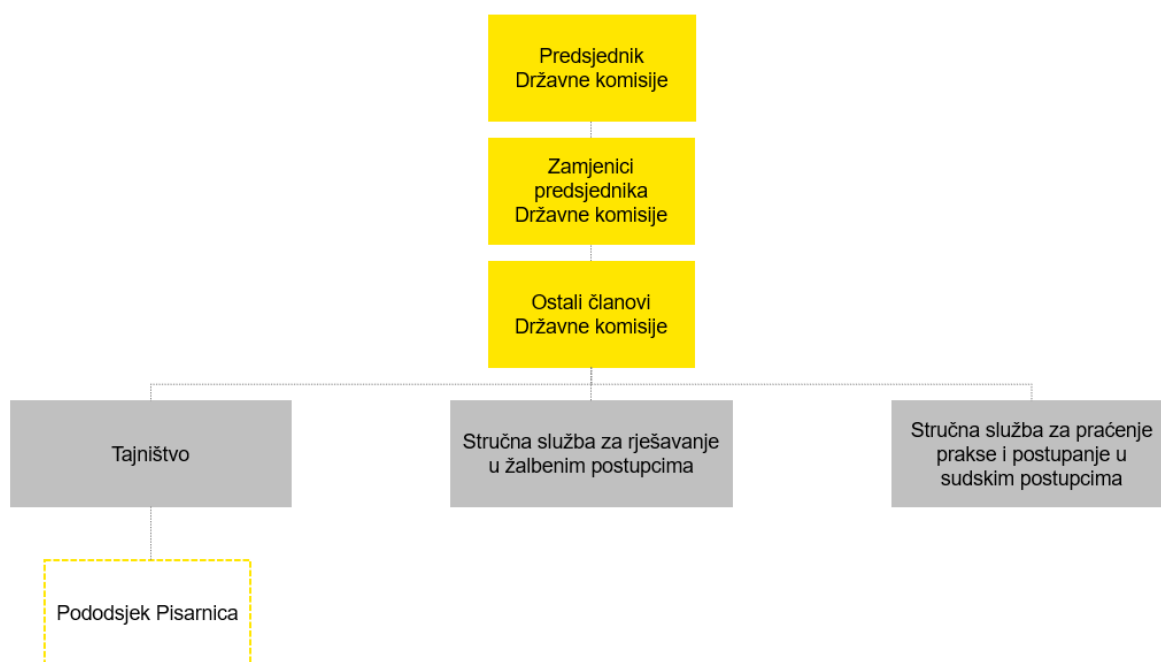 Predsjednik
Državne komisije
Zamjenici
predsjednika
Državne komisije
Ostali članovi
Državne komisije
Tajništvo
Stručna služba za rješavanje
u žalbenim postupcima
Stručna služba za praćenje
prakse i postupanje u
sudskim postupcima
Pododsjek Pisarnica